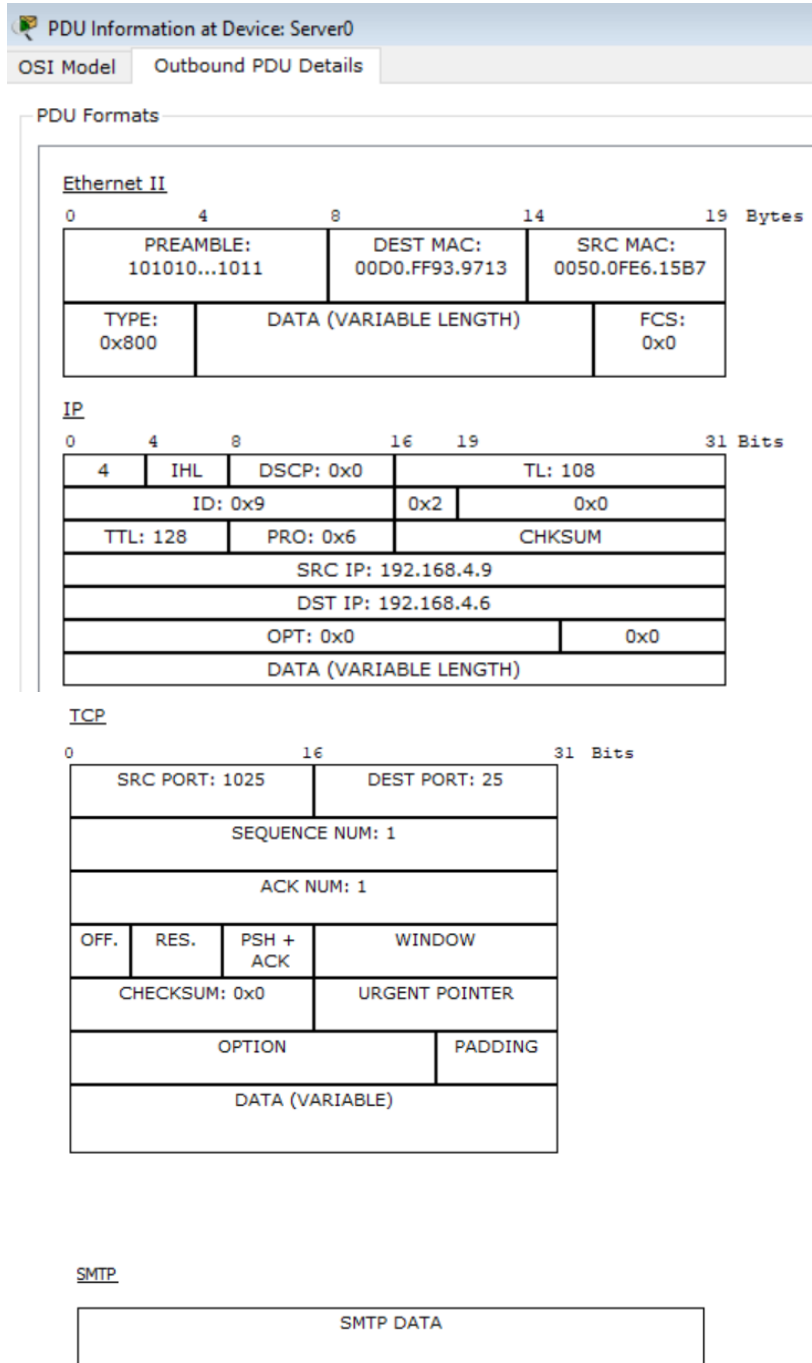 PDU Information at Device: Server0
OSI Model Outbound PDU Details
PDU Formats
Ethernet II
0 4 8 14 19 Bytes
PREAMBLE: DEST MAC: SRC MAC:
101010...1011 00D0.FF93.9713 0050.0FE6.15B7
TYPE: DATA (VARIABLE LENGTH) FCS:
0x800 0x0
IP
0 4 8 16 19 31 Bits
4 IHL DSCP: 0x0 TL: 108
ID: 0x9 0x2 0x0
TTL: 128 PRO: 0x6 CHKSUM
SRC IP: 192.168.4.9
DST IP: 192.168.4.6
OPT: 0x0 0x0
DATA (VARIABLE LENGTH)
TCP
0 16 31 Bits
SRC PORT: 1025 DEST PORT: 25
SEQUENCE NUM: 1
ACK NUM: 1
OFF. RES. PSH + WINDOW
ACK
CHECKSUM: 0x0 URGENT POINTER
OPTION PADDING
DATA (VARIABLE)
SMTP
SMTP DATA